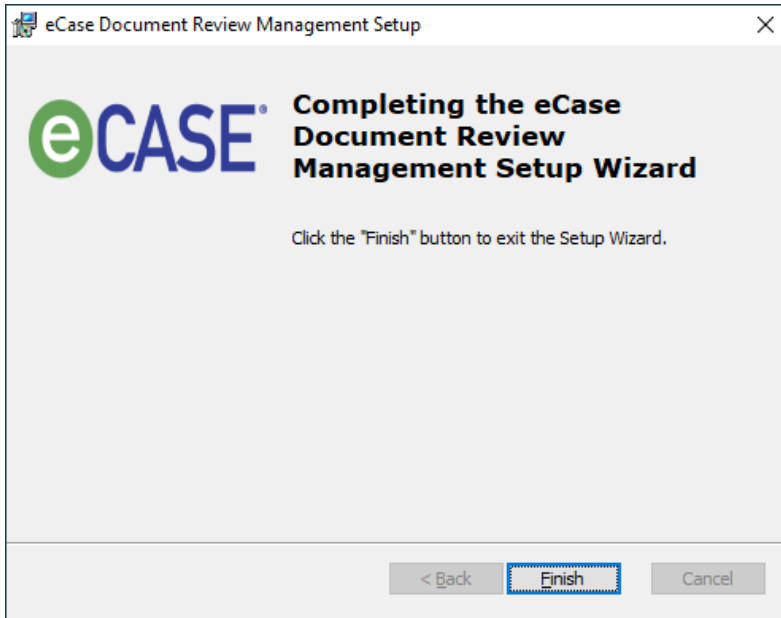 eCase Document Review Management Setup
eCASE®
Completing the eCase
Document Review
Management Setup Wizard
Click the "Finish" button to exit the Setup Wizard.
< Back
Finish
Cancel